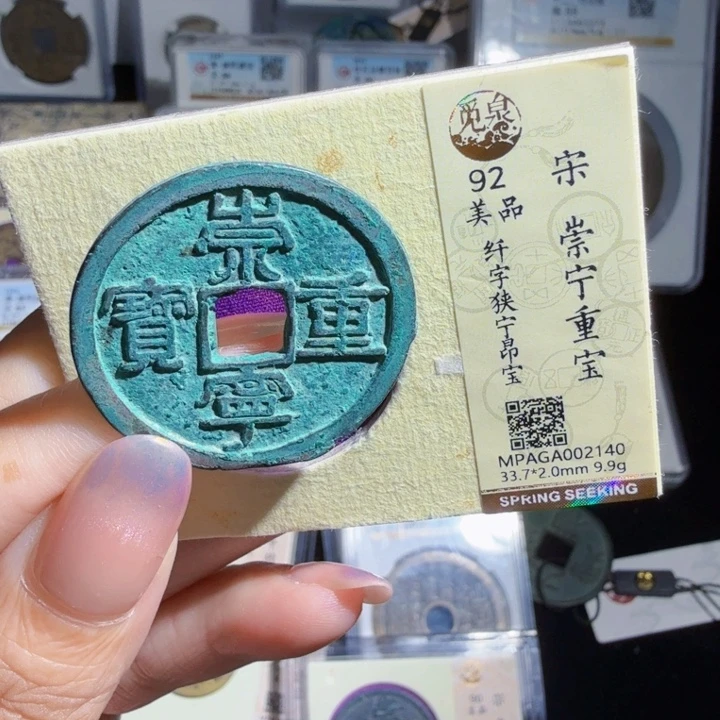 崇
重
寧
寶
觅泉
92
美品
纤字狭宁昂宝
宋 崇宁重宝
MPAGA002140
33.7*2.0mm 9.9g
SPRING SEEKING